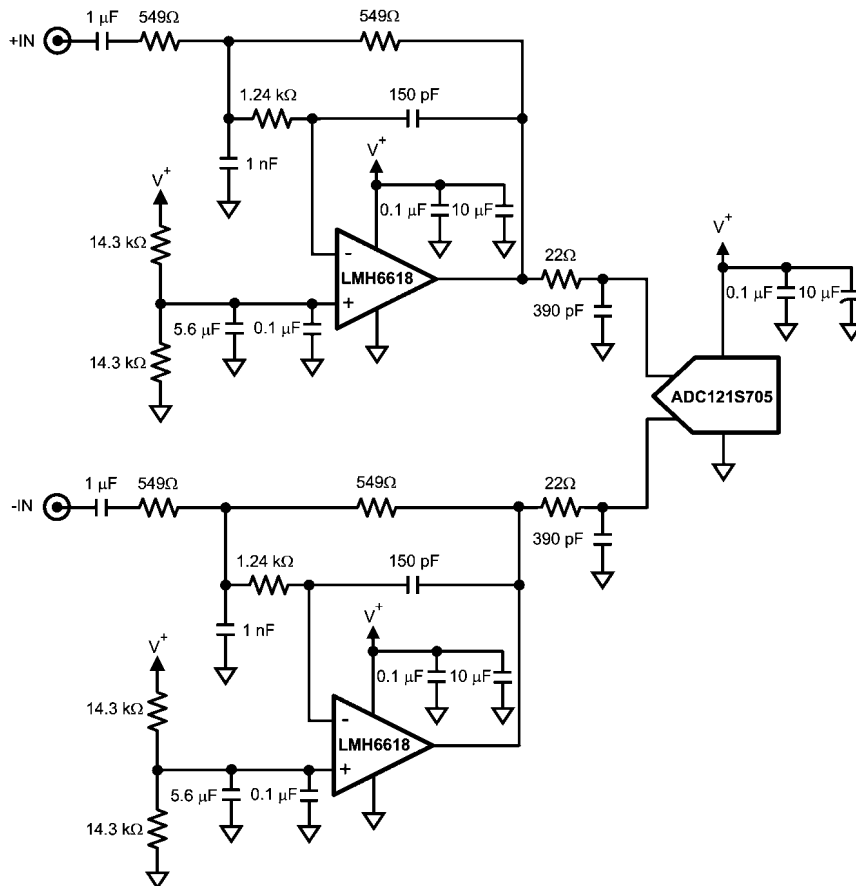 1 μF
549Ω
549Ω
+IN
1.24 kΩ
150 pF
1 nF
V+
V+
0.1 μF
10 μF
14.3 kΩ
-
LMH6618
+
22Ω
V+
5.6 μF
0.1 μF
390 pF
0.1 μF
10 μF
14.3 kΩ
ADC121S705
1 μF
549Ω
549Ω
22Ω
-IN
390 pF
1.24 kΩ
150 pF
1 nF
V+
V+
0.1 μF
10 μF
14.3 kΩ
-
LMH6618
+
5.6 μF
0.1 μF
14.3 kΩ